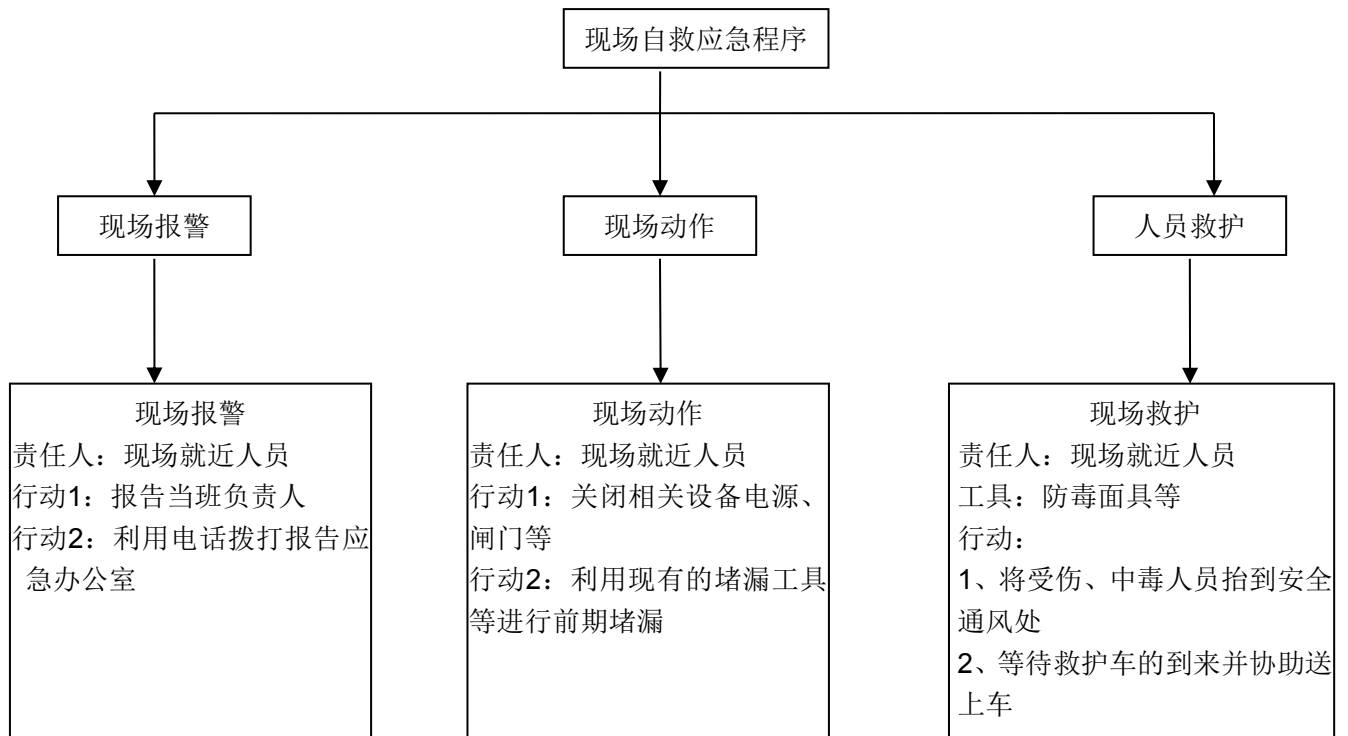 现场自救应急程序
现场报警
现场动作
人员救护
现场报警
责任人：现场就近人员
行动1：报告当班负责人
行动2：利用电话拨打报告应
急办公室
现场动作
责任人：现场就近人员
行动1：关闭相关设备电源、
闸门等
行动2：利用现有的堵漏工具
等进行前期堵漏
现场救护
责任人：现场就近人员
工具：防毒面具等
行动：
1、将受伤、中毒人员抬到安全
通风处
2、等待救护车的到来并协助送
上车